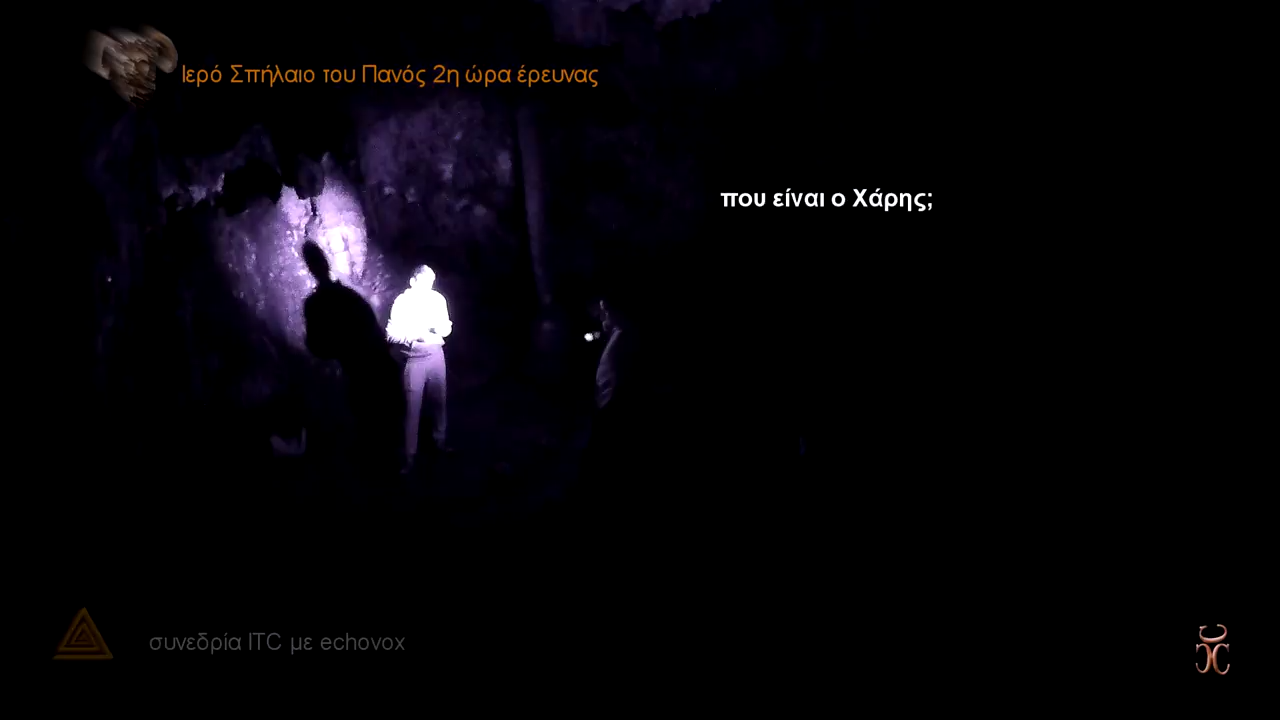 Ιερό Σπήλαιο του Πανός 2η ώρα έρευνας
που είναι ο Χάρης;
συνεδρία ITC με echovox